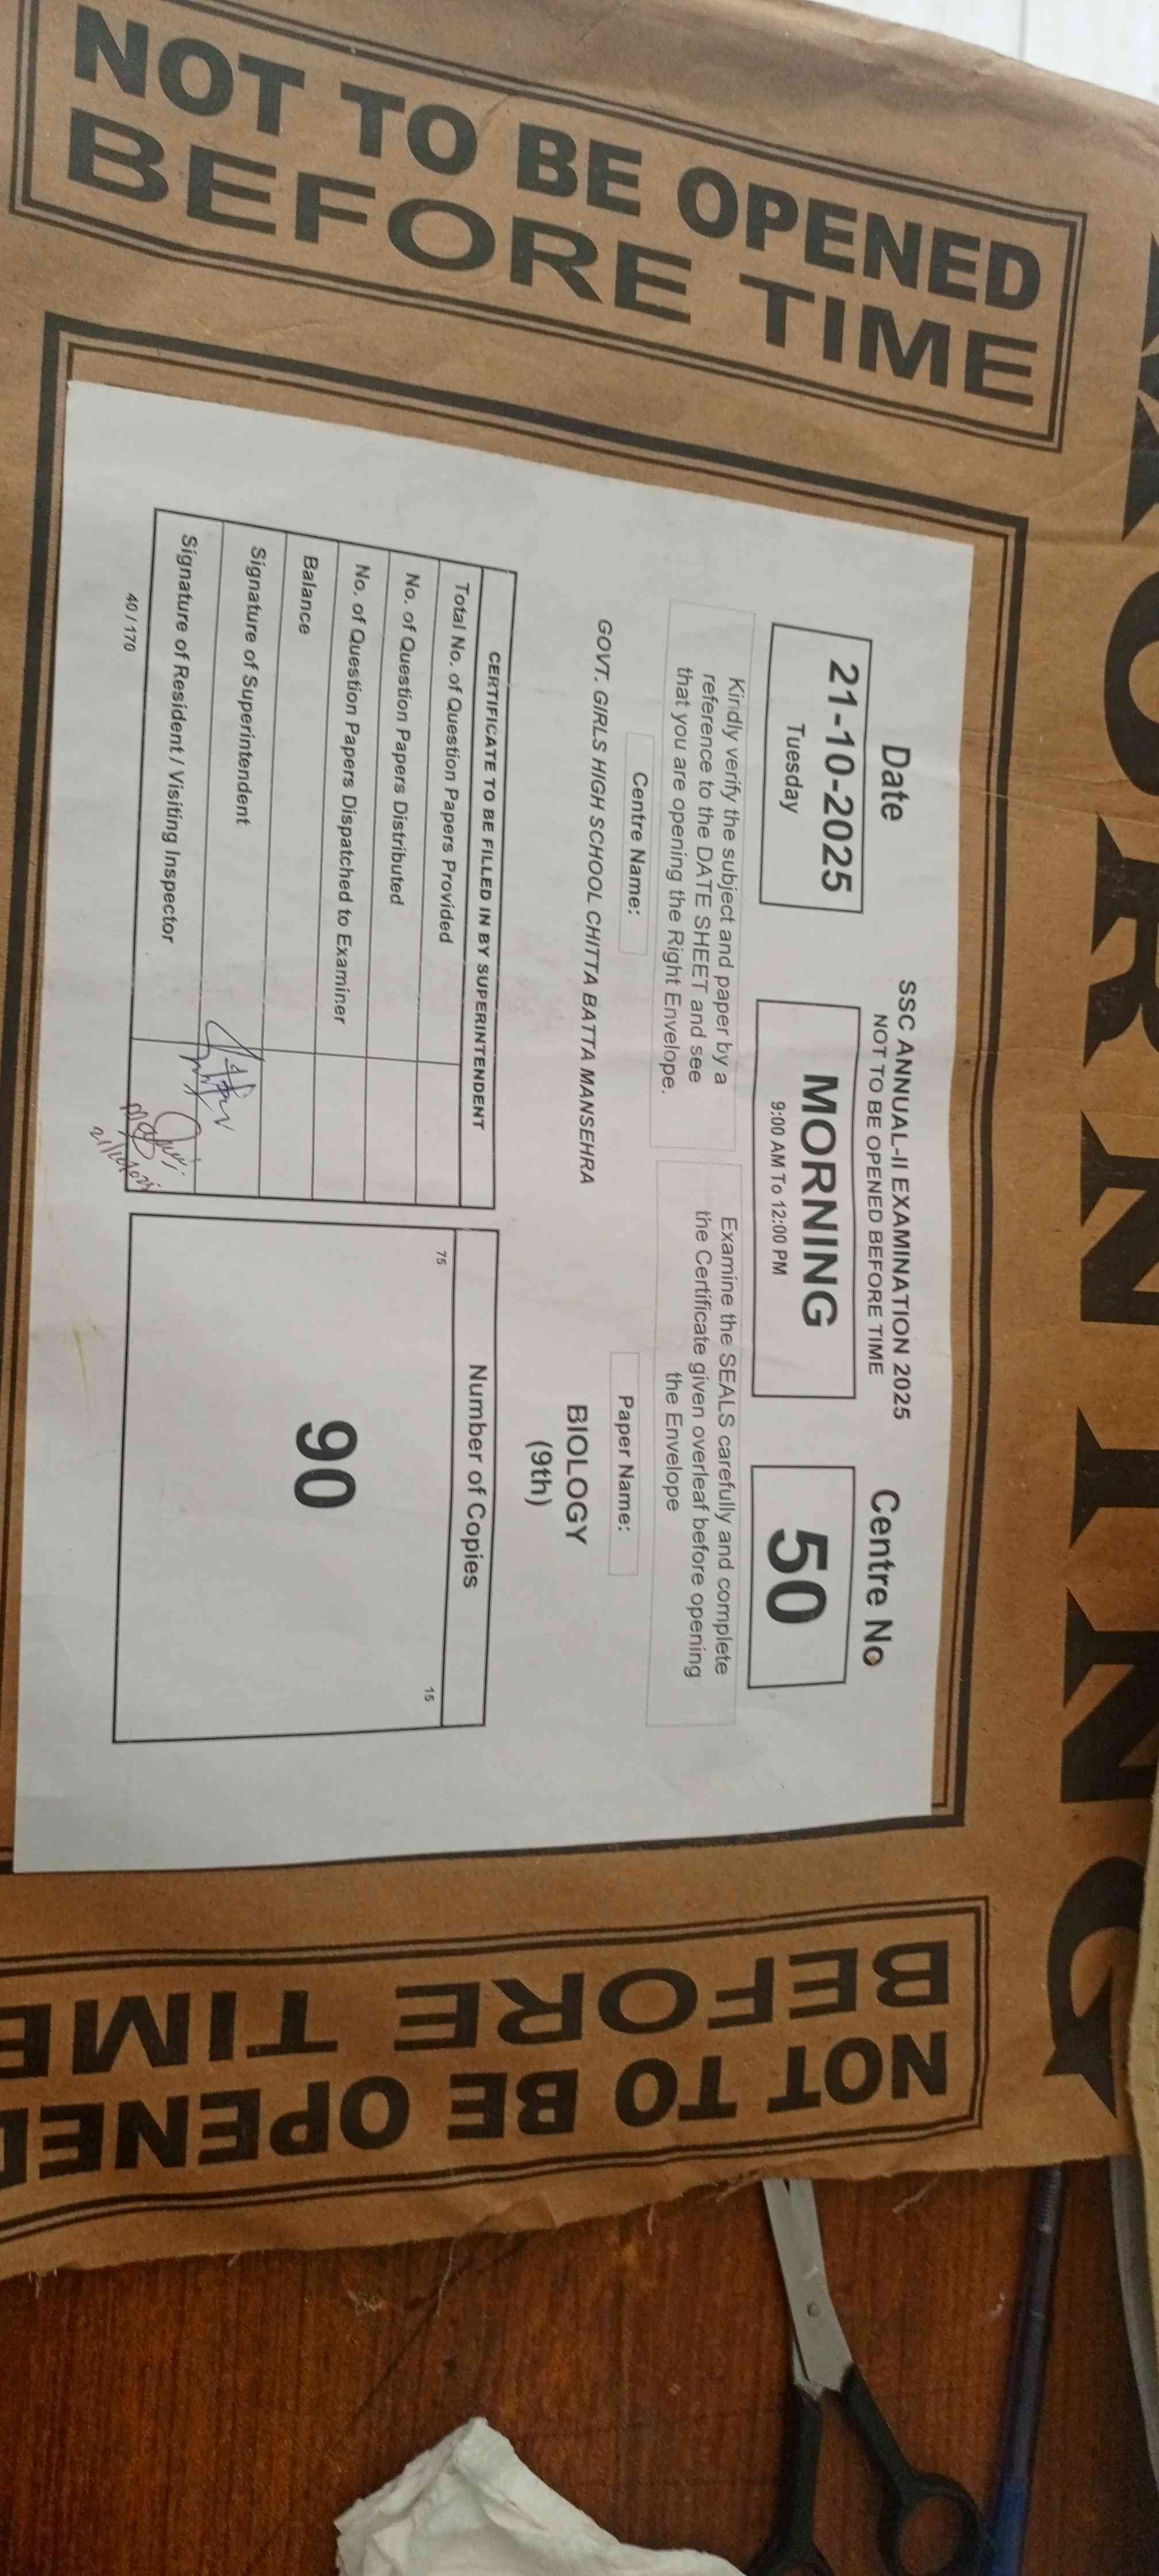 MORNING
NOT TO BE OPENED
BEFORE TIME
SSC ANNUAL-II EXAMINATION 2025
NOT TO BE OPENED BEFORE TIME
Date
21-10-2025
Tuesday
MORNING
9:00 AM To 12:00 PM
Centre No
50
Kindly verify the subject and paper by a
reference to the DATE SHEET and see
that you are opening the Right Envelope.
Examine the SEALS carefully and complete
the Certificate given overleaf before opening
the Envelope
Centre Name:
GOVT. GIRLS HIGH SCHOOL CHITTA BATTA MANSEHRA
Paper Name:
BIOLOGY
(9th)
CERTIFICATE TO BE FILLED IN BY SUPERINTENDENT
Total No. of Question Papers Provided
No. of Question Papers Distributed
No. of Question Papers Dispatched to Examiner
Balance
Signature of Superintendent
Signature of Resident / Visiting Inspector
40 / 170
Number of Copies
75
15
90
NOT TO BE OPENED
BEFORE TIME